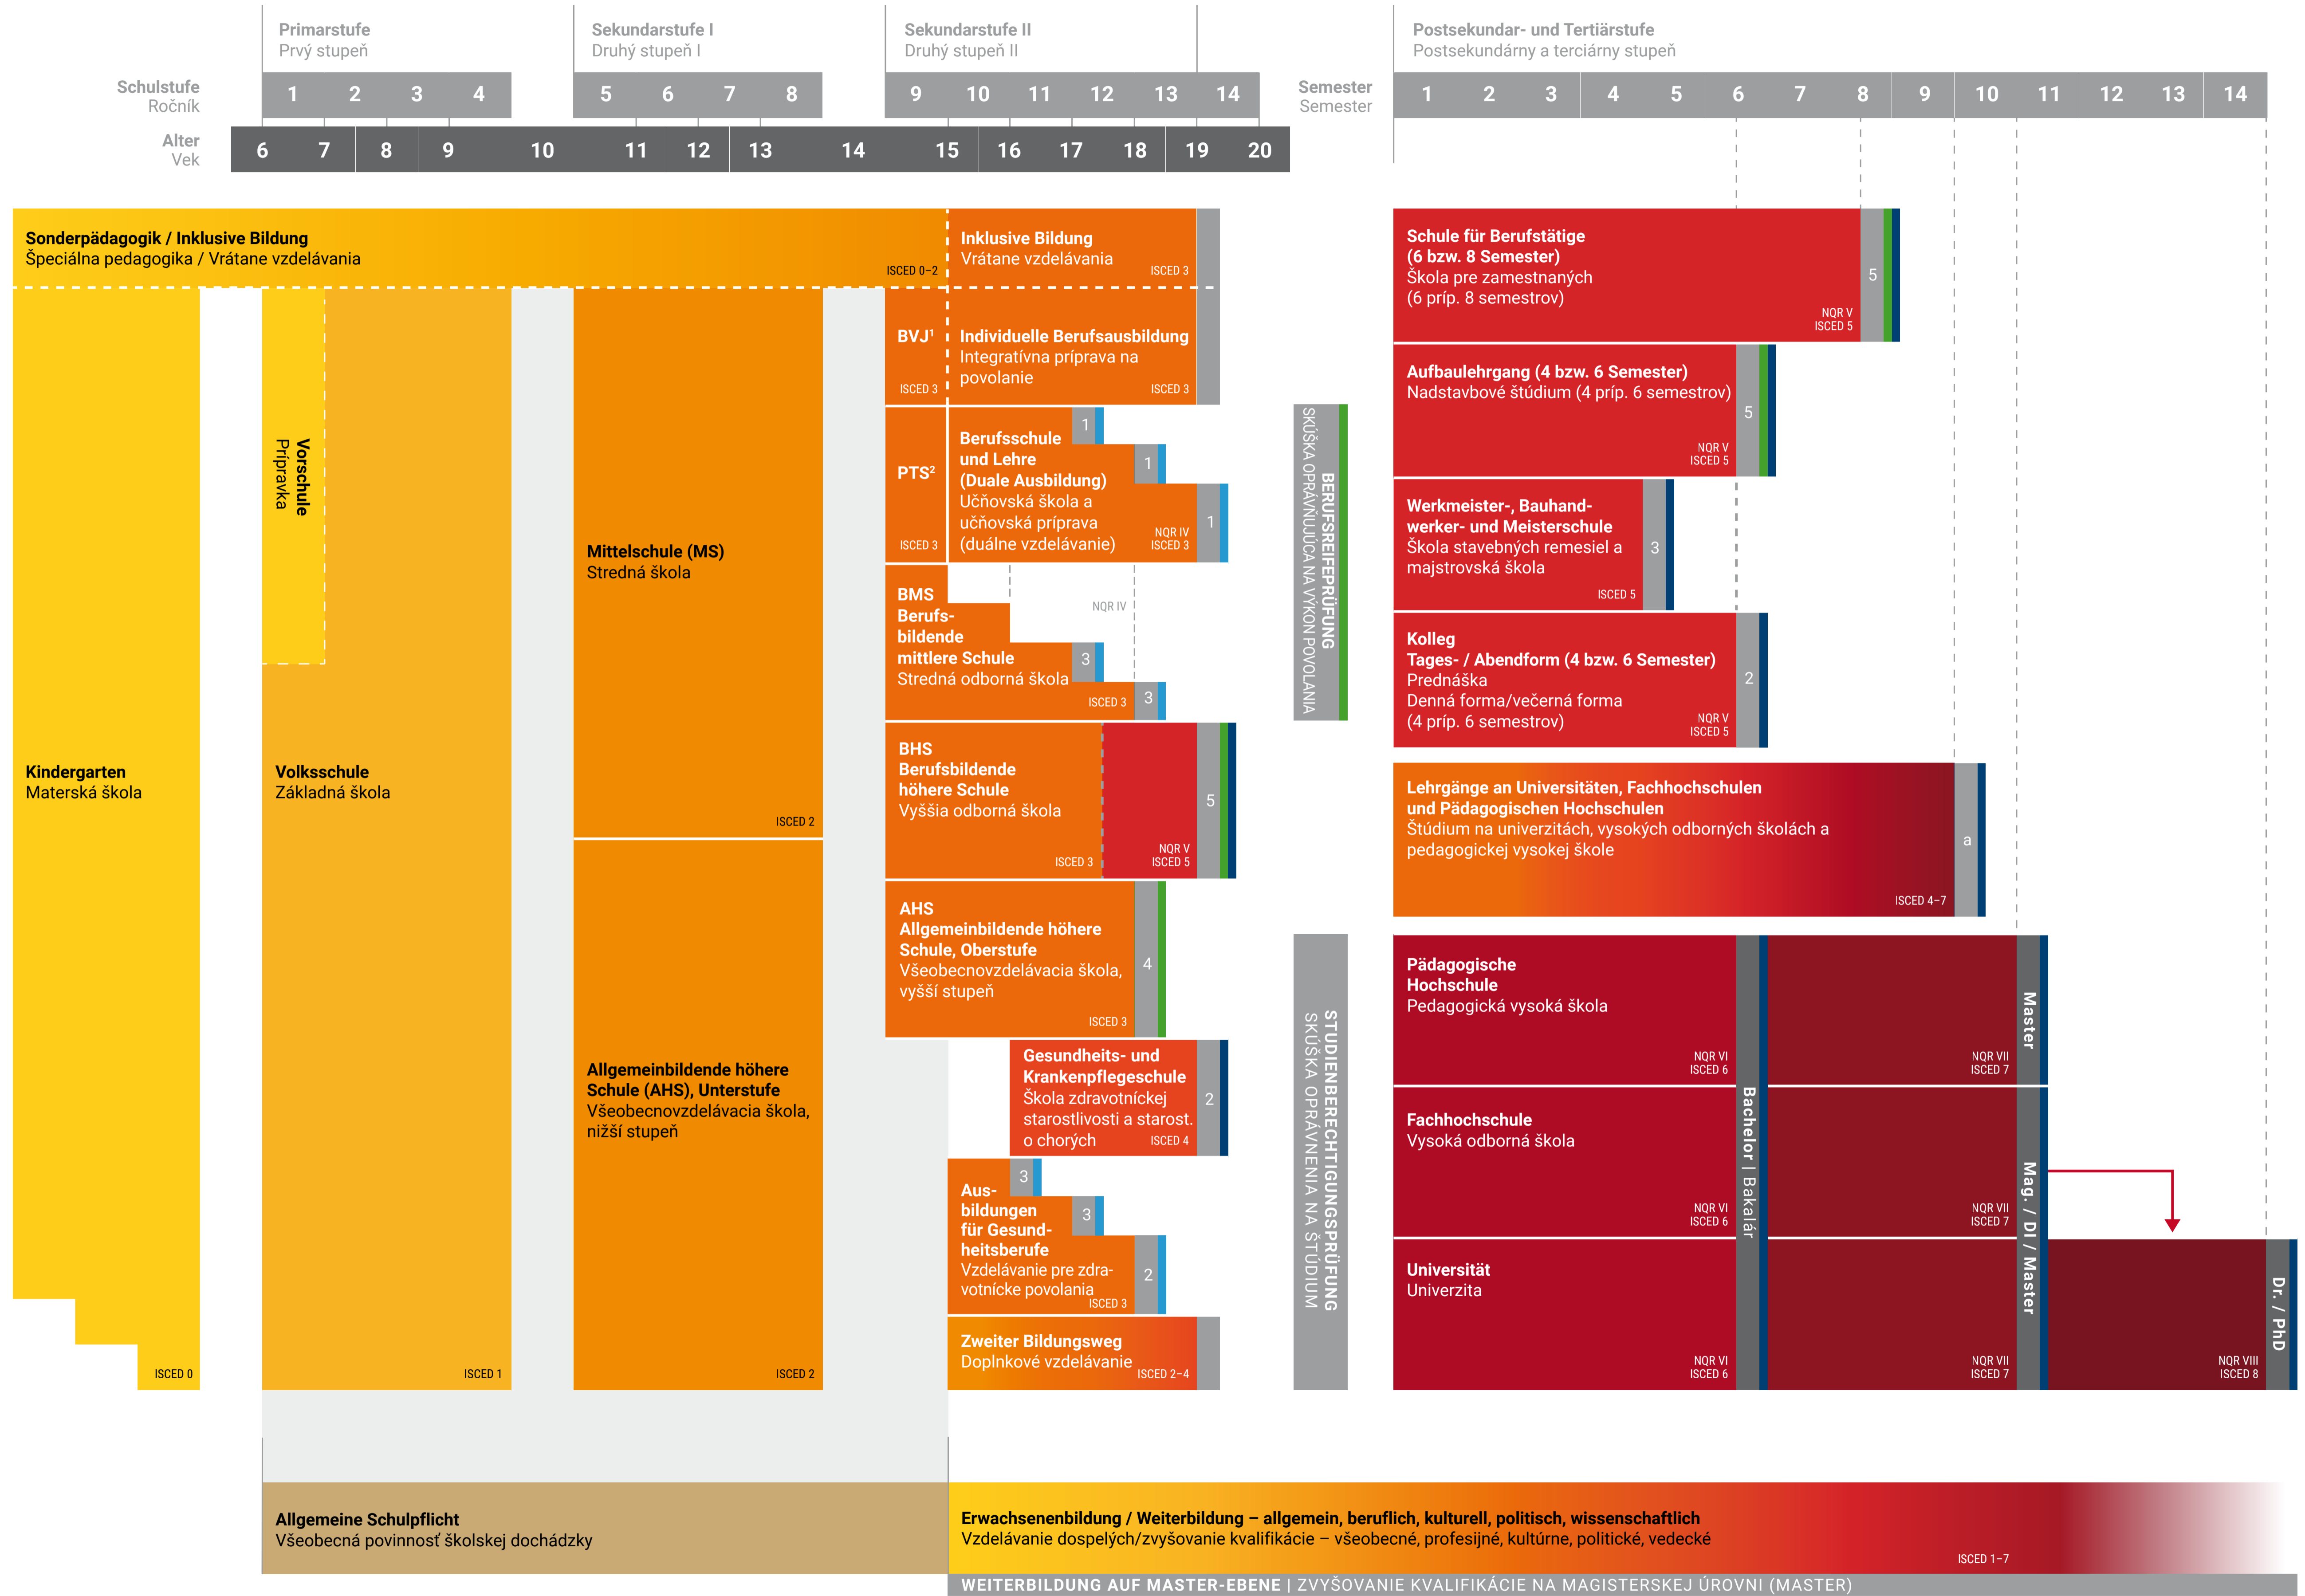 Primarstufe
Prvý stupeň
Sekundarstufe I
Druhý stupeň I
Sekundarstufe II
Druhý stupeň II
Postsekundar- und Tertiärstufe
Postsekundárny a terciárny stupeň
Schulstufe
Ročník
1 2 3 4 5 6 7 8 9 10 11 12 13 14
Semester
Semester
1 2 3 4 5 6 7 8 9 10 11 12 13 14
Alter
Vek
6 7 8 9 10 11 12 13 14 15 16 17 18 19 20
Sonderpädagogik / Inklusive Bildung
Špeciálna pedagogika / Vrátane vzdelávania
ISCED 0–2
Inklusive Bildung
Vrátane vzdelávania
ISCED 3
Kindergarten
Materská škola
ISCED 0
Vorschule
Prípravka
Volksschule
Základná škola
ISCED 1
Mittelschule (MS)
Stredná škola
ISCED 2
Allgemeinbildende höhere
Schule (AHS), Unterstufe
Všeobecnovzdelávacia škola,
nižší stupeň
ISCED 2
BVJ¹
ISCED 3
Individuelle Berufsausbildung
Integratívna príprava na
povolanie
ISCED 3
PTS²
ISCED 3
Berufsschule
und Lehre
(Duale Ausbildung)
Učňovská škola a
učňovská príprava
(duálne vzdelávanie)
NQR IV
ISCED 3
1
1
1
BMS
Berufs-
bildende
mittlere Schule
Stredná odborná škola
ISCED 3
NQR IV
3
3
BHS
Berufsbildende
höhere Schule
Vyššia odborná škola
ISCED 3
NQR V
ISCED 5
5
AHS
Allgemeinbildende höhere
Schule, Oberstufe
Všeobecnovzdelávacia škola,
vyšší stupeň
ISCED 3
4
Gesundheits- und
Krankenpflegeschule
Škola zdravotníckej
starostlivosti a starost.
o chorých
ISCED 4
2
Aus-
bildungen
für Gesund-
heitsberufe
Vzdelávanie pre zdra-
votnícke povolania
ISCED 3
3
3
2
Zweiter Bildungsweg
Doplnkové vzdelávanie
ISCED 2–4
BERUFSREIFEPRÜFUNG
SKÚŠKA OPRÁVŇUJÚCA NA VÝKON POVOLANIA
STUDIENBERECHTIGUNGSPRÜFUNG
SKÚŠKA OPRÁVNENIA NA ŠTÚDIUM
Schule für Berufstätige
(6 bzw. 8 Semester)
Škola pre zamestnaných
(6 príp. 8 semestrov)
NQR V
ISCED 5
5
Aufbaulehrgang (4 bzw. 6 Semester)
Nadstavbové štúdium (4 príp. 6 semestrov)
NQR V
ISCED 5
5
Werkmeister-, Bauhand-
werker- und Meisterschule
Škola stavebných remesiel a
majstrovská škola
ISCED 5
3
Kolleg
Tages- / Abendform (4 bzw. 6 Semester)
Prednáška
Denná forma/večerná forma
(4 príp. 6 semestrov)
NQR V
ISCED 5
2
Lehrgänge an Universitäten, Fachhochschulen
und Pädagogischen Hochschulen
Štúdium na univerzitách, vysokých odborných školách a
pedagogickej vysokej škole
ISCED 4–7
a
Pädagogische
Hochschule
Pedagogická vysoká škola
NQR VI
ISCED 6
NQR VII
ISCED 7
Master
Fachhochschule
Vysoká odborná škola
NQR VI
ISCED 6
NQR VII
ISCED 7
Bachelor | Bakalár
Mag. / DI / Master
Universität
Univerzita
NQR VI
ISCED 6
NQR VII
ISCED 7
NQR VIII
ISCED 8
Dr. / PhD
Allgemeine Schulpflicht
Všeobecná povinnosť školskej dochádzky
Erwachsenenbildung / Weiterbildung – allgemein, beruflich, kulturell, politisch, wissenschaftlich
Vzdelávanie dospelých/zvyšovanie kvalifikácie – všeobecné, profesijné, kultúrne, politické, vedecké
ISCED 1–7
WEITERBILDUNG AUF MASTER-EBENE | ZVYŠOVANIE KVALIFIKÁCIE NA MAGISTERSKEJ ÚROVNI (MASTER)